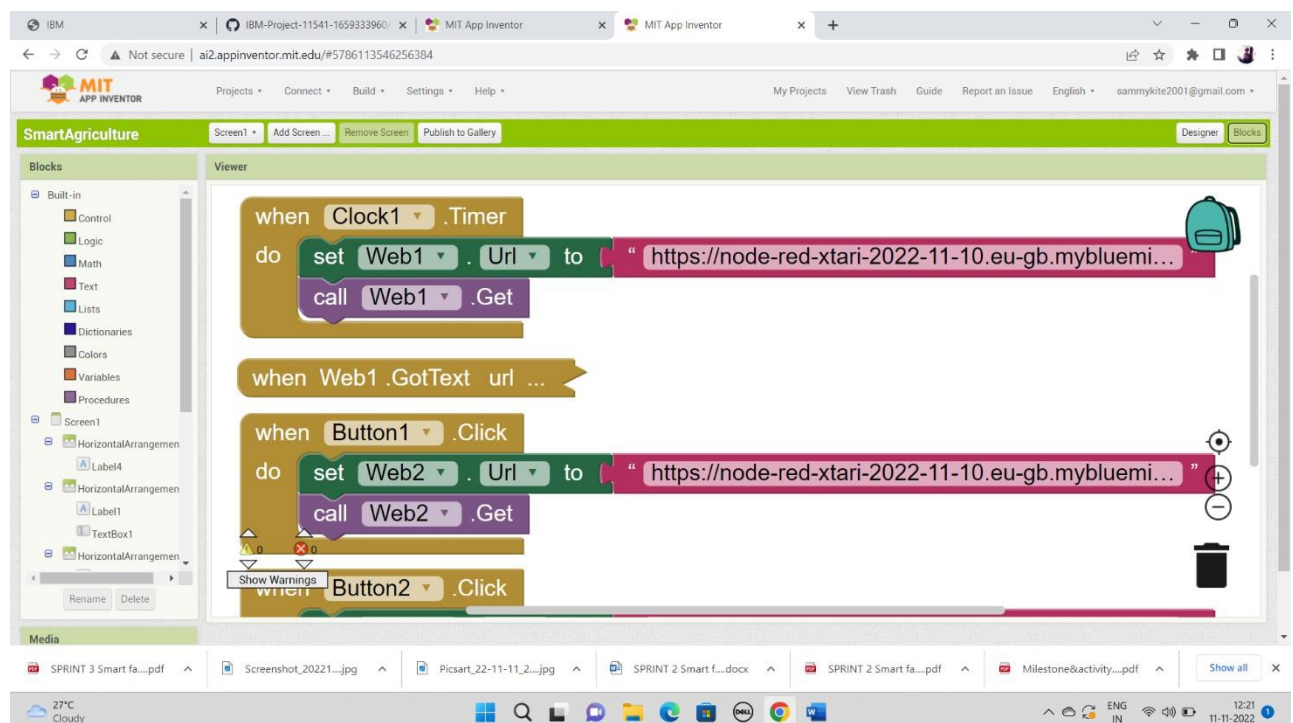 IBM
IBM-Project-11541-1659333960/
MIT App Inventor
MIT App Inventor
Not secure | ai2.appinventor.mit.edu/#5786113546256384
MIT
APP INVENTOR
Projects Connect Build Settings Help My Projects View Trash Guide Report an Issue English sammykite2001@gmail.com
SmartAgriculture Screen1 Add Screen ... Remove Screen Publish to Gallery Designer Blocks
Blocks
Viewer
Built-in
Control
Logic
Math
Text
Lists
Dictionaries
Colors
Variables
Procedures
Screen1
HorizontalArrangemen
Label4
HorizontalArrangemen
Label1
TextBox1
HorizontalArrangemen
Rename Delete
Media
when Clock1 .Timer
do set Web1 . Url to " https://node-red-xtari-2022-11-10.eu-gb.mybluemi... "
call Web1 .Get
when Web1 .GotText url ...
when Button1 .Click
do set Web2 . Url to " https://node-red-xtari-2022-11-10.eu-gb.mybluemi... "
call Web2 .Get
0 0
Show Warnings
when Button2 .Click
SPRINT 3 Smart fa....pdf Screenshot_20221....jpg Picsart_22-11-11_2....jpg SPRINT 2 Smart f....docx SPRINT 2 Smart fa....pdf Milestone&activity....pdf Show all
27°C
Cloudy
DELL
ENG
IN
12:21
11-11-2022
1